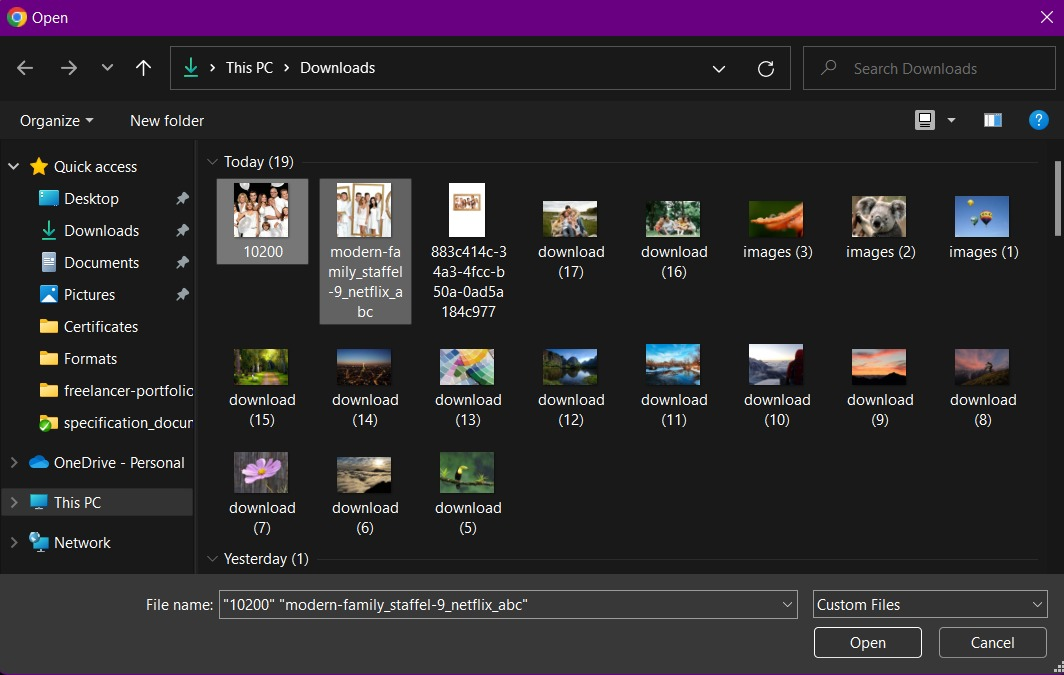 Open
This PC
Downloads
Search Downloads
Organize
New folder
?
Quick access
Desktop
Downloads
Documents
Pictures
Certificates
Formats
freelancer-portfolic
specification_docur
OneDrive - Personal
This PC
Network
Today (19)
10200
modern-fa
mily_staffel
-9_netflix_a
bc
883c414c-3
4a3-4fcc-b
50a-0ad5a
184c977
download
(17)
download
(16)
images (3)
images (2)
images (1)
download
(15)
download
(14)
download
(13)
download
(12)
download
(11)
download
(10)
download
(9)
download
(8)
download
(7)
download
(6)
download
(5)
Yesterday (1)
File name:
"10200" "modern-family_staffel-9_netflix_abc"
Custom Files
Open
Cancel